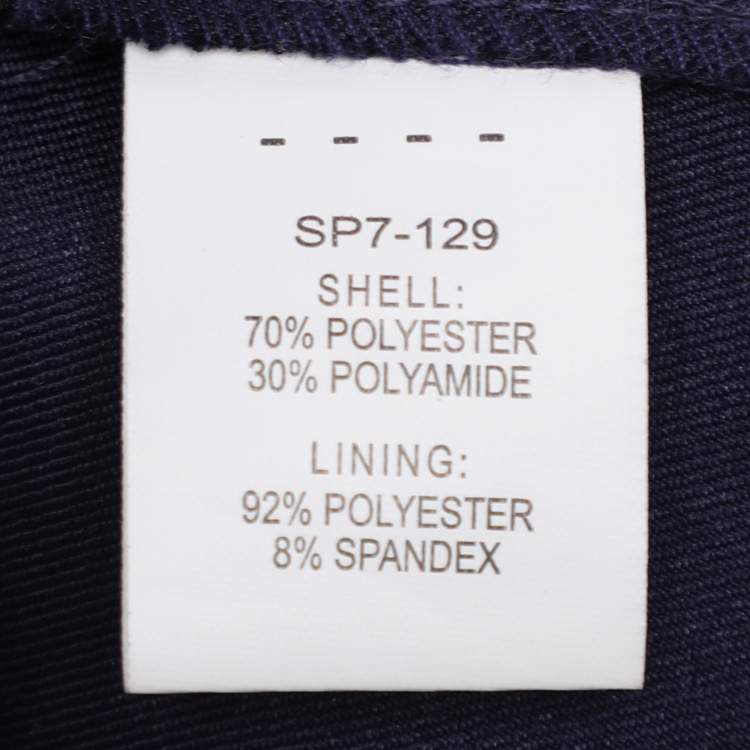 - - - -
SP7-129
SHELL:
70% POLYESTER
30% POLYAMIDE
LINING:
92% POLYESTER
8% SPANDEX